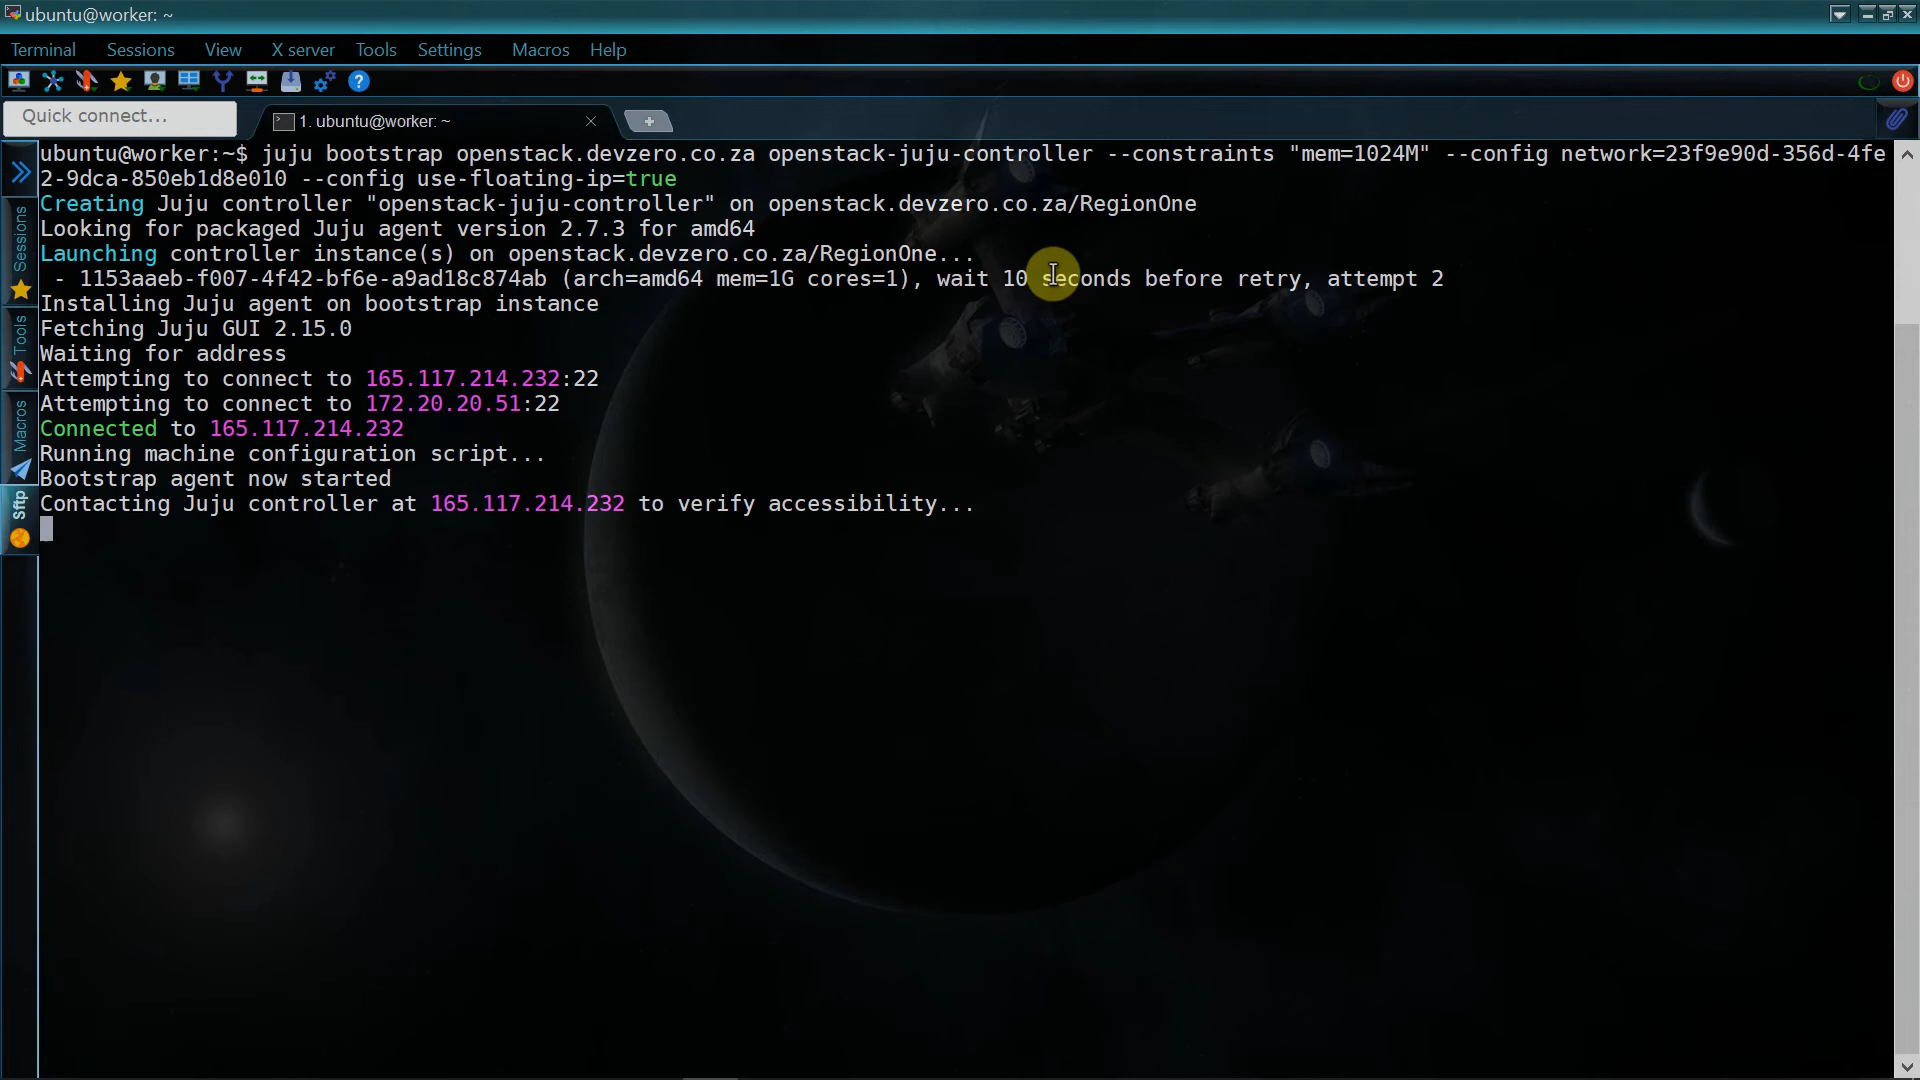 ubuntu@worker: ~
Terminal Sessions View X server Tools Settings Macros Help
Quick connect...
1. ubuntu@worker: ~
ubuntu@worker:~$ juju bootstrap openstack.devzero.co.za openstack-juju-controller --constraints "mem=1024M" --config network=23f9e90d-356d-4fe
2-9dca-850eb1d8e010 --config use-floating-ip=true
Creating Juju controller "openstack-juju-controller" on openstack.devzero.co.za/RegionOne
Looking for packaged Juju agent version 2.7.3 for amd64
Launching controller instance(s) on openstack.devzero.co.za/RegionOne...
- 1153aaeb-f007-4f42-bf6e-a9ad18c874ab (arch=amd64 mem=1G cores=1), wait 10 seconds before retry, attempt 2
Installing Juju agent on bootstrap instance
Fetching Juju GUI 2.15.0
Waiting for address
Attempting to connect to 165.117.214.232:22
Attempting to connect to 172.20.20.51:22
Connected to 165.117.214.232
Running machine configuration script...
Bootstrap agent now started
Contacting Juju controller at 165.117.214.232 to verify accessibility...
Sessions
Tools
Macros
Sftp